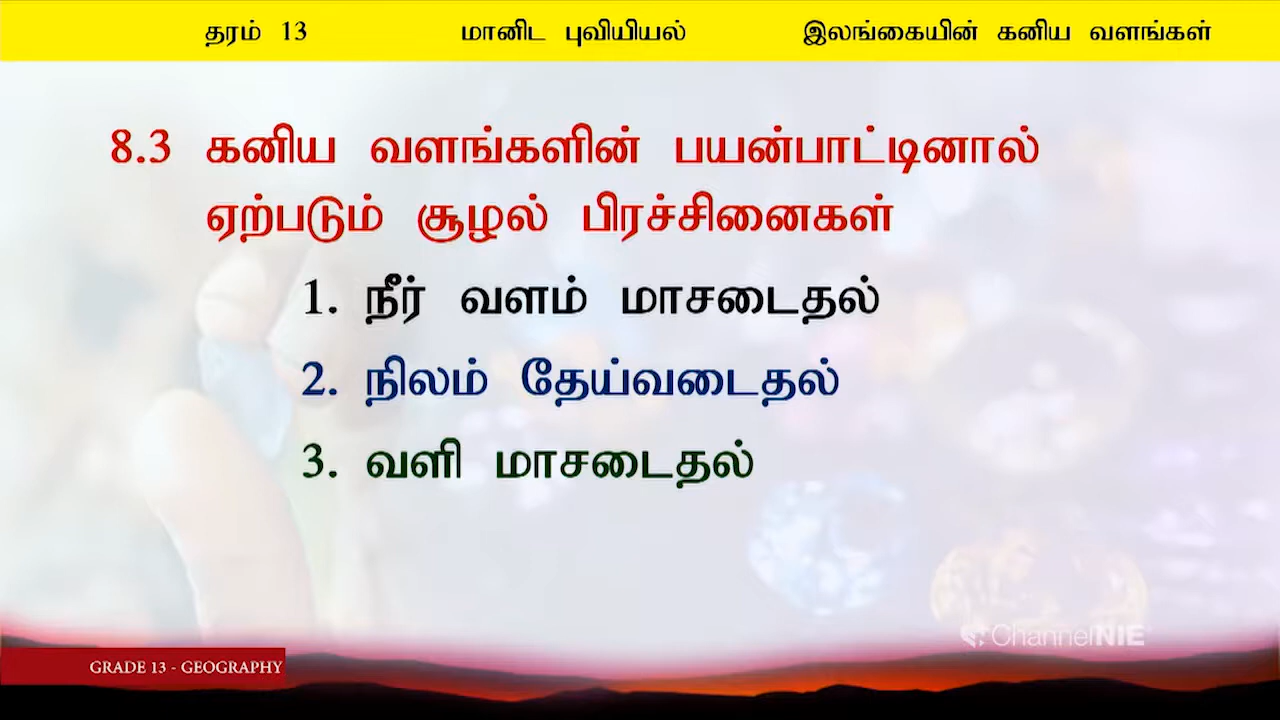 தரம் 13 மானிட புவியியல் இலங்கையின் கனிய வளங்கள்
8.3 கனிய வளங்களின் பயன்பாட்டினால்
ஏற்படும் சூழல் பிரச்சினைகள்
1. நீர் வளம் மாசடைதல்
2. நிலம் தேய்வடைதல்
3. வளி மாசடைதல்
ChannelNIE
GRADE 13 - GEOGRAPHY